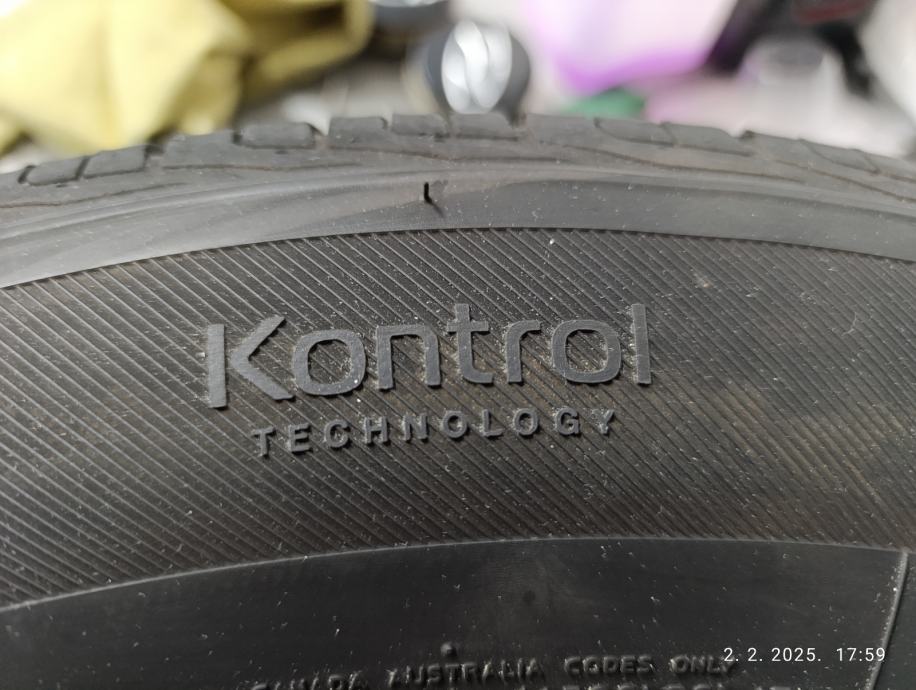 Kontrol
TECHNOLOGY
CANADA AUSTRALIA CODES ONLY
2. 2. 2025. 17:59